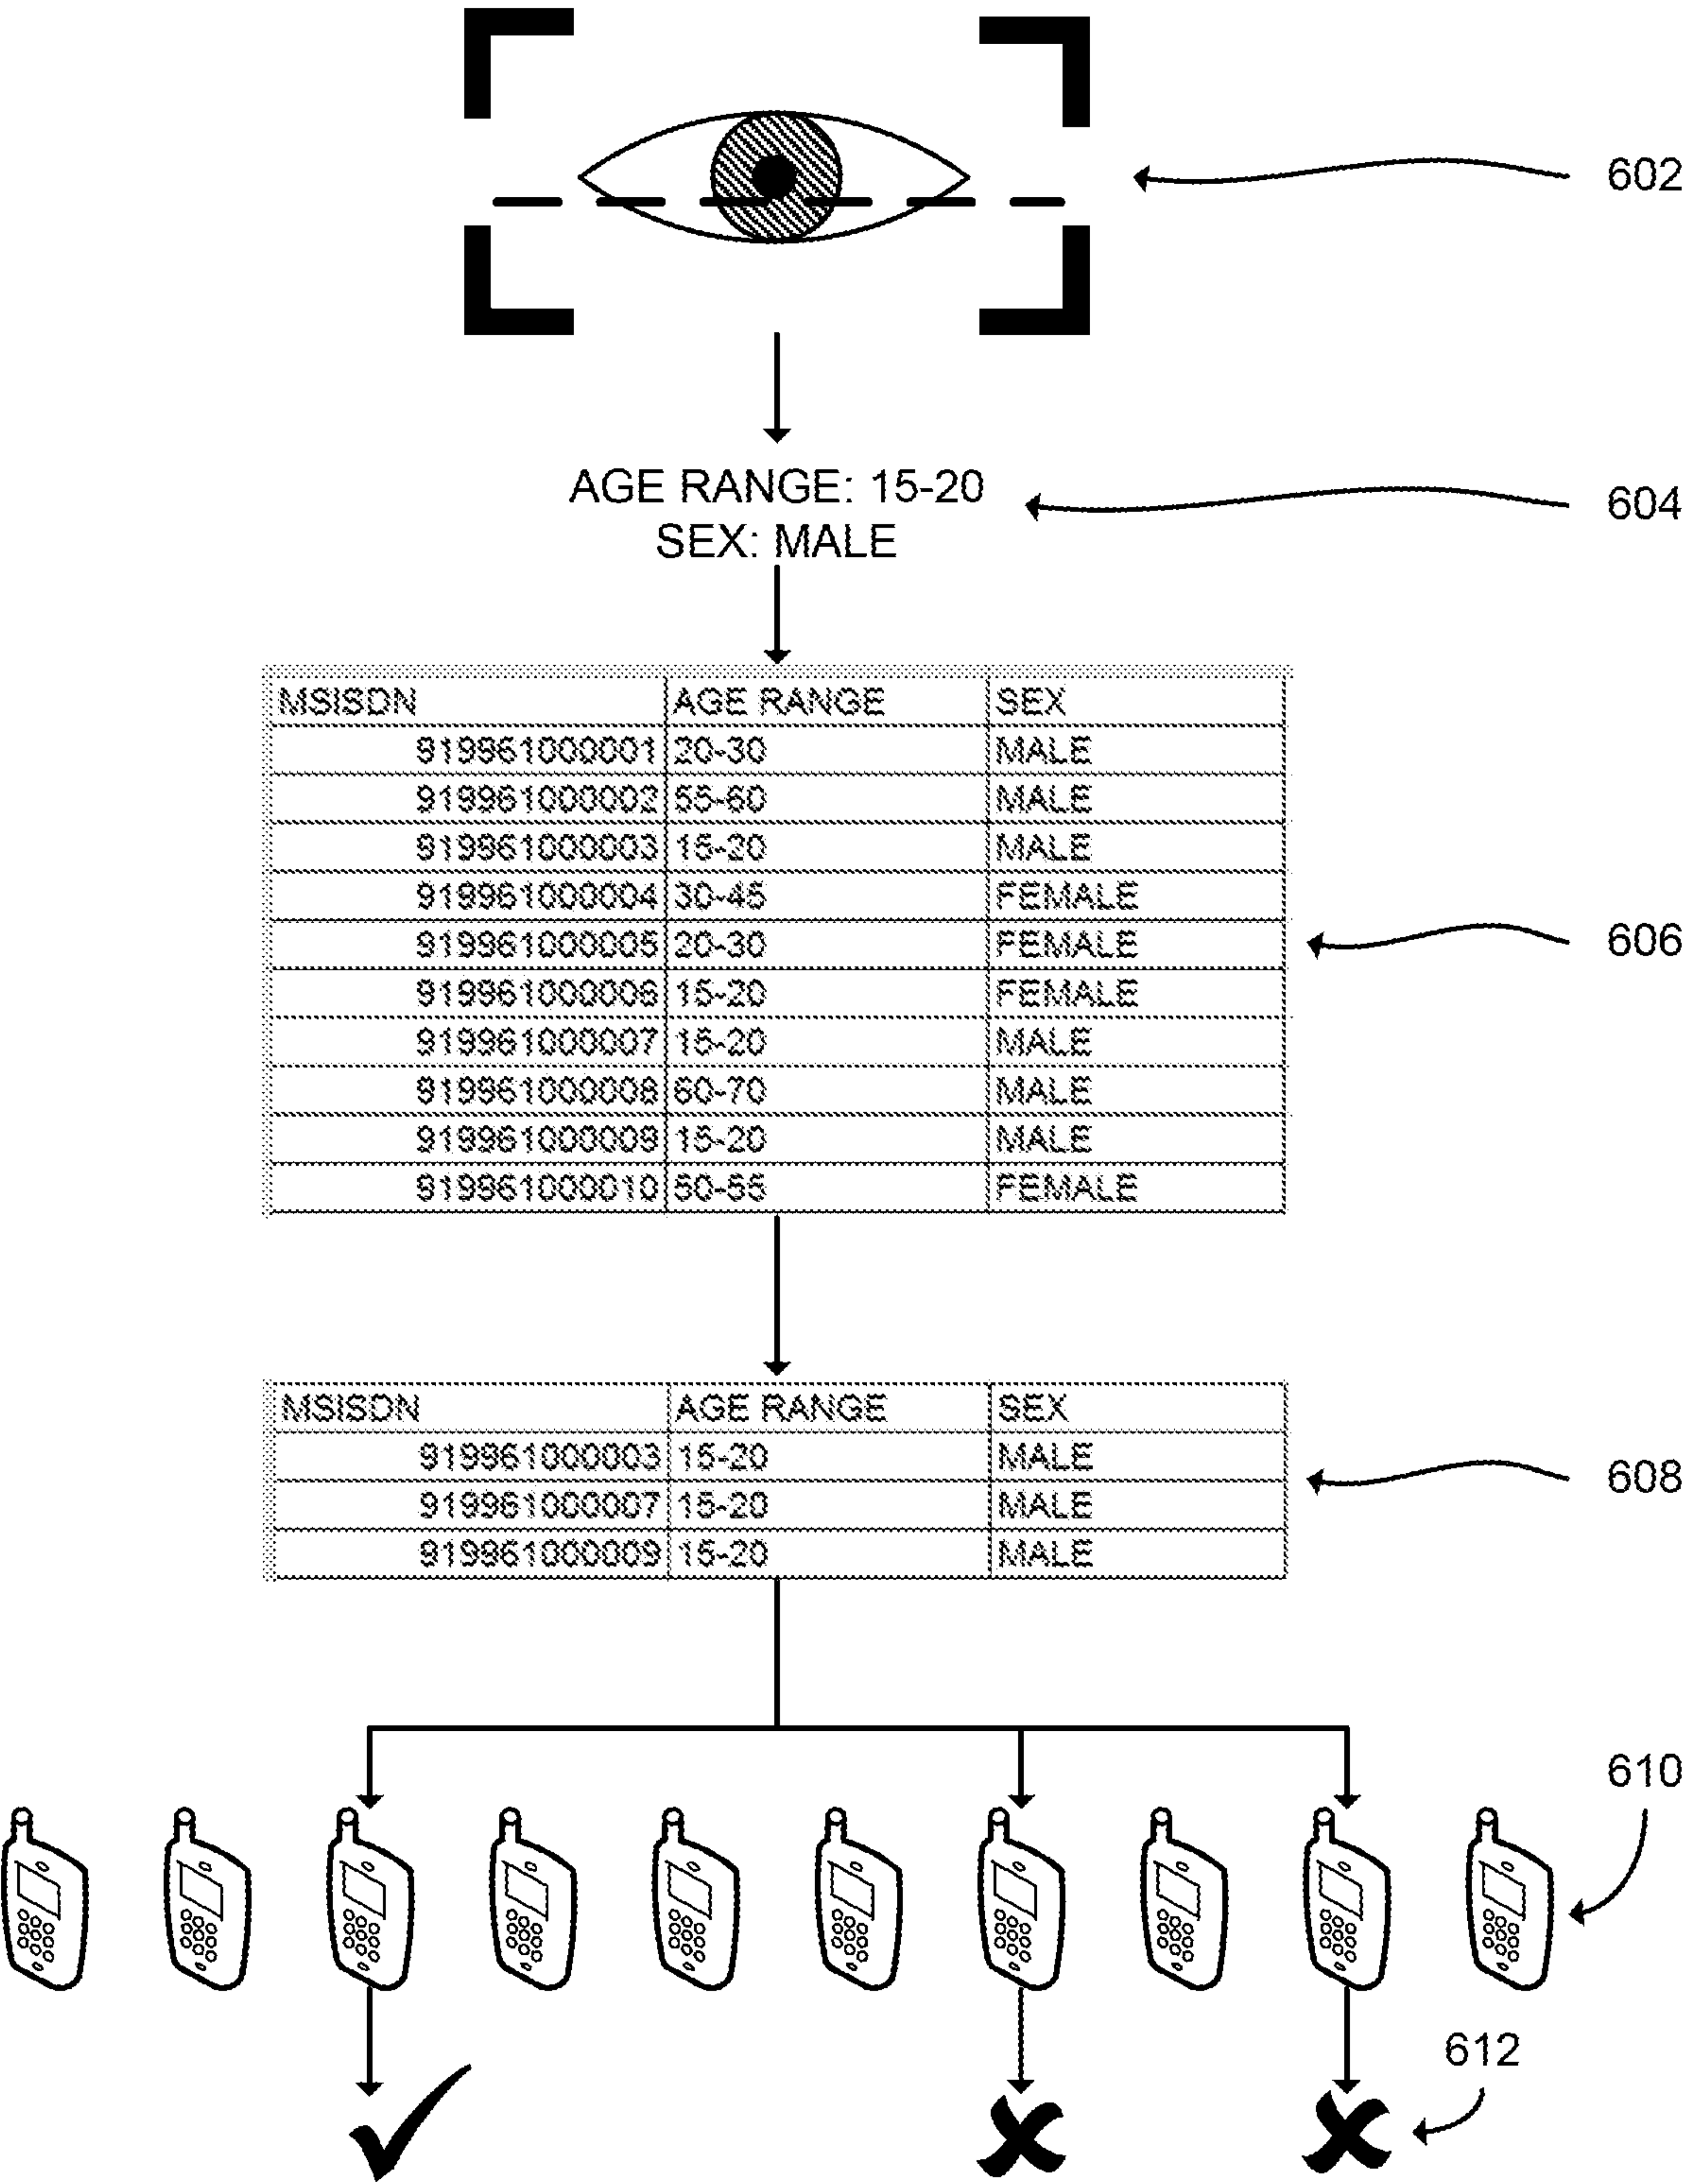 602
AGE RANGE: 15-20
SEX: MALE
604
MSISDN AGE RANGE SEX
919961000001 20-30 MALE
919961000002 55-60 MALE
919961000003 15-20 MALE
919961000004 30-45 FEMALE
919961000005 20-30 FEMALE
919961000006 15-20 FEMALE
919961000007 15-20 MALE
919961000008 60-70 MALE
919961000009 15-20 MALE
919961000010 50-55 FEMALE
606
MSISDN AGE RANGE SEX
919961000003 15-20 MALE
919961000007 15-20 MALE
919961000009 15-20 MALE
608
610
612